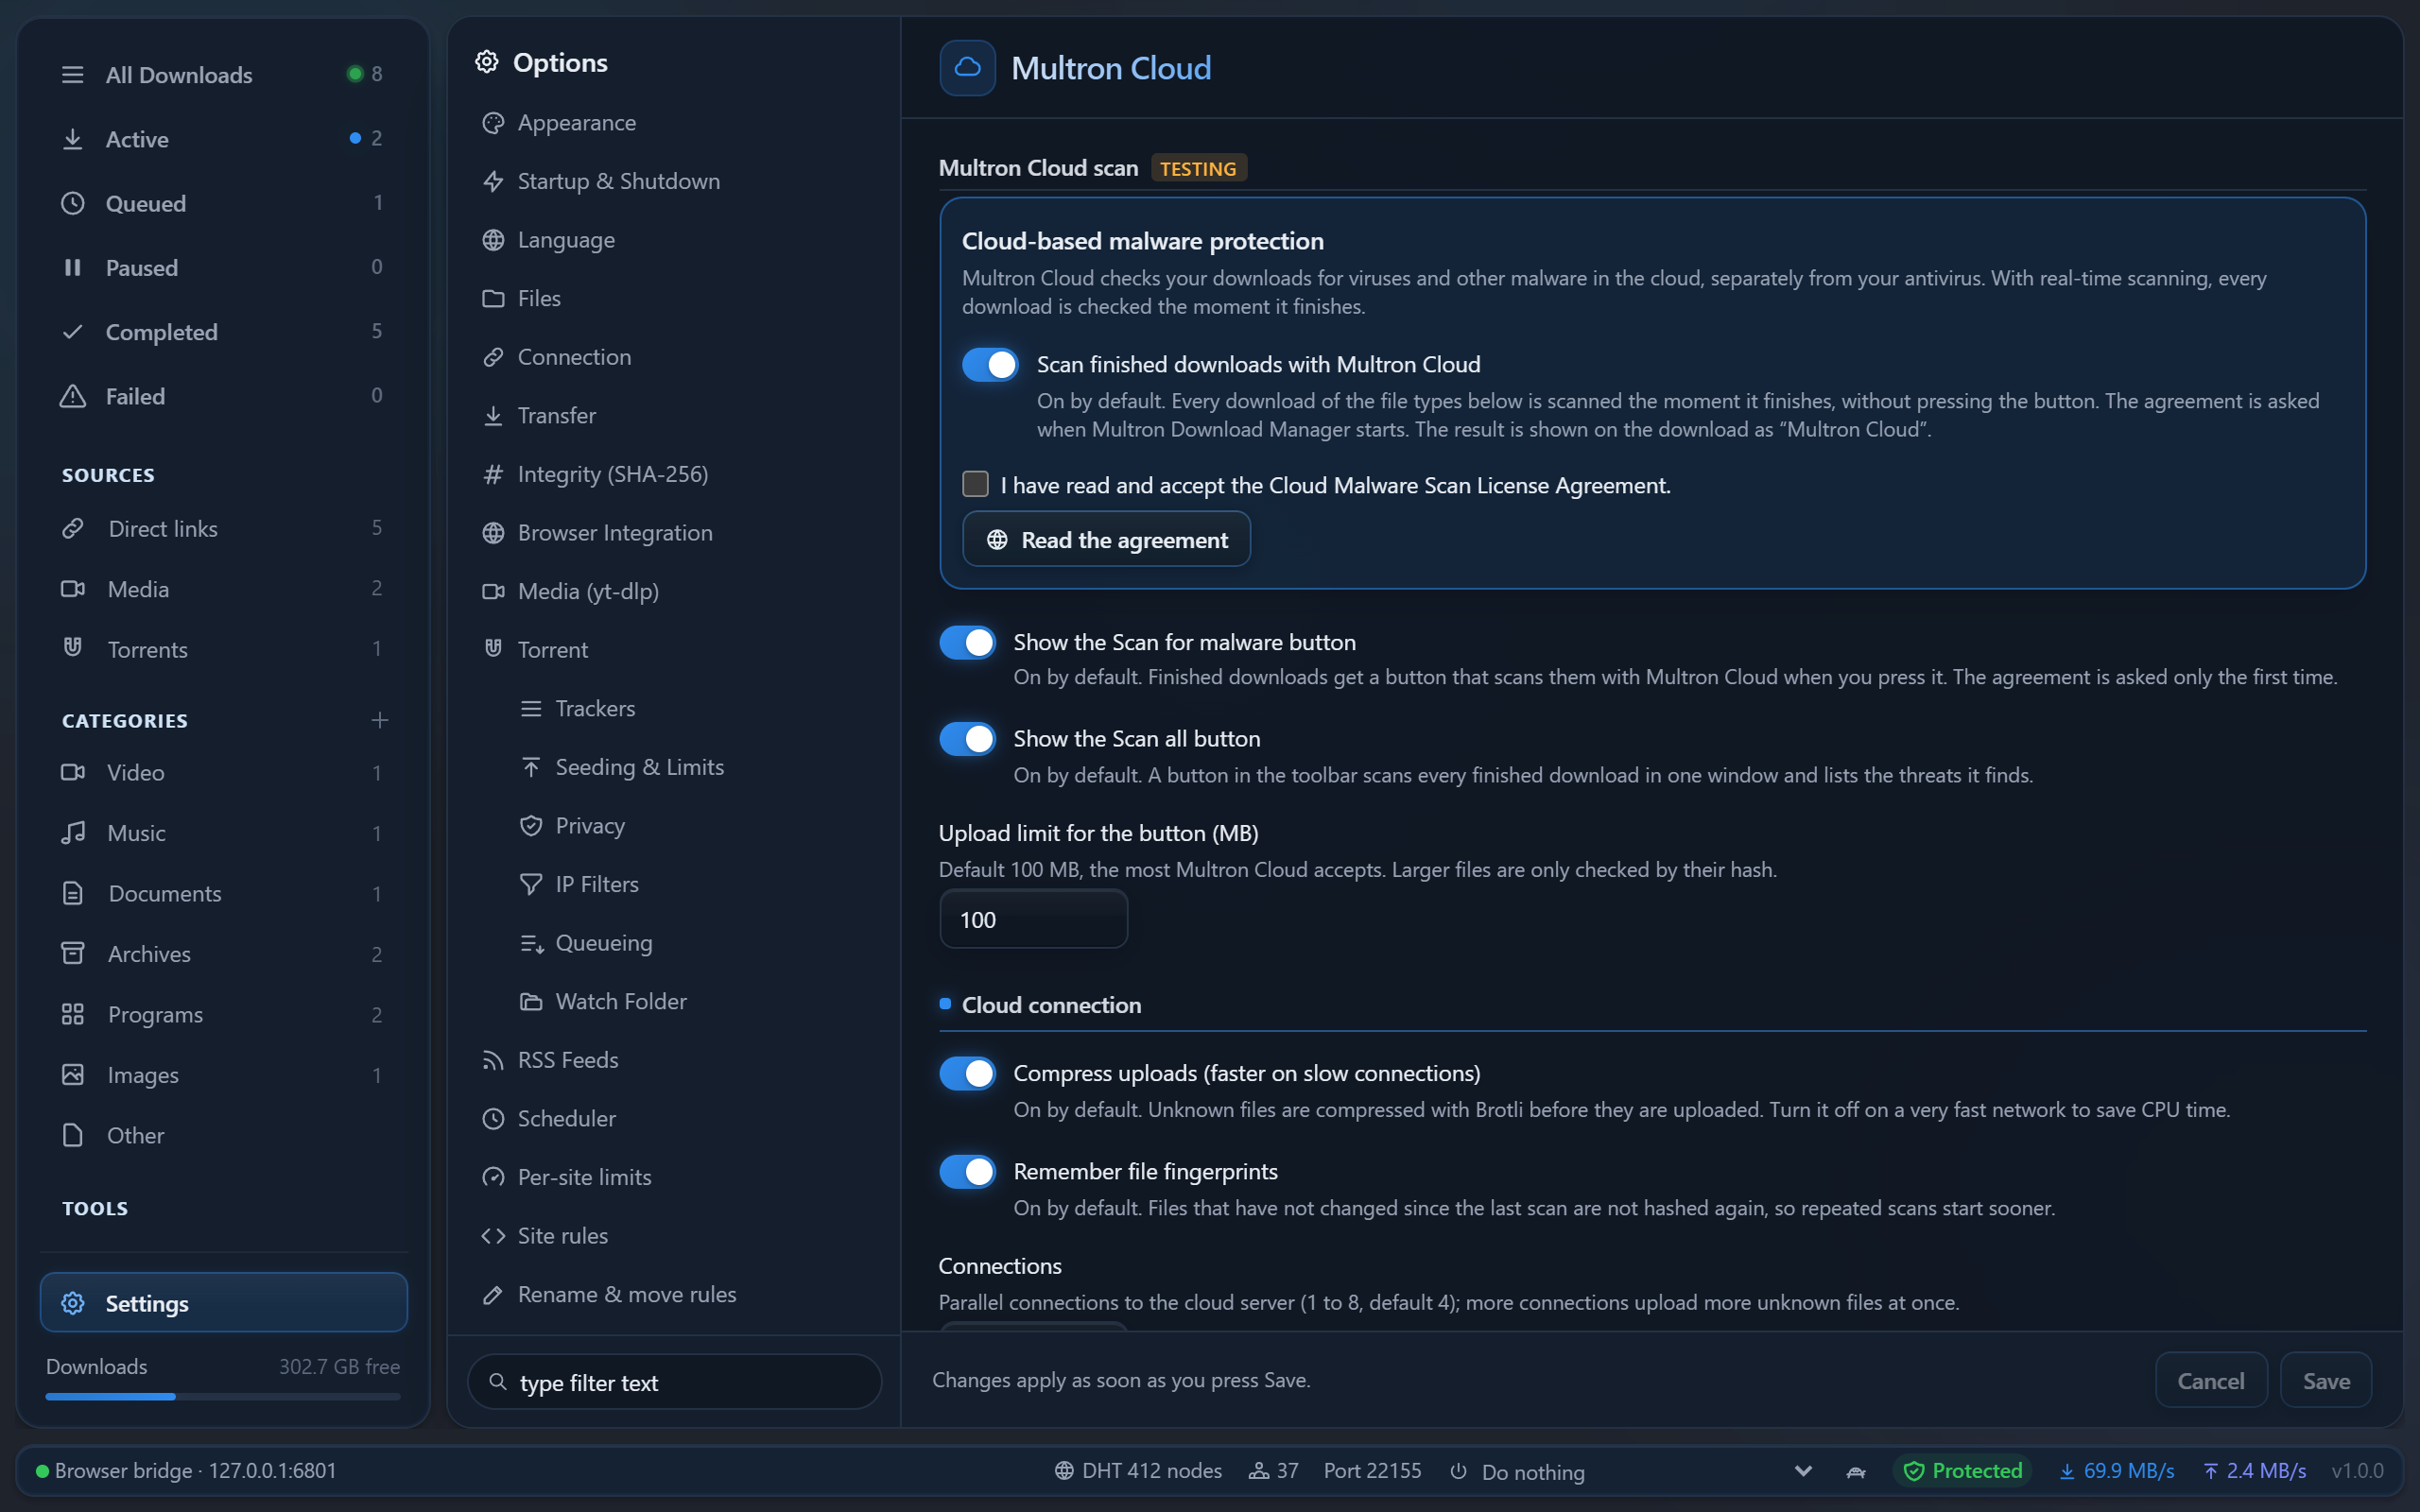 All Downloads 8
Active 2
Queued 1
Paused 0
Completed 5
Failed 0
SOURCES
Direct links 5
Media 2
Torrents 1
CATEGORIES
Video 1
Music 1
Documents 1
Archives 2
Programs 2
Images 1
Other
TOOLS
Settings
Downloads 302.7 GB free
Options
Appearance
Startup & Shutdown
Language
Files
Connection
Transfer
Integrity (SHA-256)
Browser Integration
Media (yt-dlp)
Torrent
Trackers
Seeding & Limits
Privacy
IP Filters
Queueing
Watch Folder
RSS Feeds
Scheduler
Per-site limits
Site rules
Rename & move rules
type filter text
Multron Cloud
Multron Cloud scan TESTING
Cloud-based malware protection
Multron Cloud checks your downloads for viruses and other malware in the cloud, separately from your antivirus. With real-time scanning, every
download is checked the moment it finishes.
Scan finished downloads with Multron Cloud
On by default. Every download of the file types below is scanned the moment it finishes, without pressing the button. The agreement is asked
when Multron Download Manager starts. The result is shown on the download as “Multron Cloud”.
I have read and accept the Cloud Malware Scan License Agreement.
Read the agreement
Show the Scan for malware button
On by default. Finished downloads get a button that scans them with Multron Cloud when you press it. The agreement is asked only the first time.
Show the Scan all button
On by default. A button in the toolbar scans every finished download in one window and lists the threats it finds.
Upload limit for the button (MB)
Default 100 MB, the most Multron Cloud accepts. Larger files are only checked by their hash.
100
Cloud connection
Compress uploads (faster on slow connections)
On by default. Unknown files are compressed with Brotli before they are uploaded. Turn it off on a very fast network to save CPU time.
Remember file fingerprints
On by default. Files that have not changed since the last scan are not hashed again, so repeated scans start sooner.
Connections
Parallel connections to the cloud server (1 to 8, default 4); more connections upload more unknown files at once.
Changes apply as soon as you press Save.
Cancel Save
Browser bridge · 127.0.0.1:6801 DHT 412 nodes 37 Port 22155 Do nothing Protected 69.9 MB/s 2.4 MB/s v1.0.0